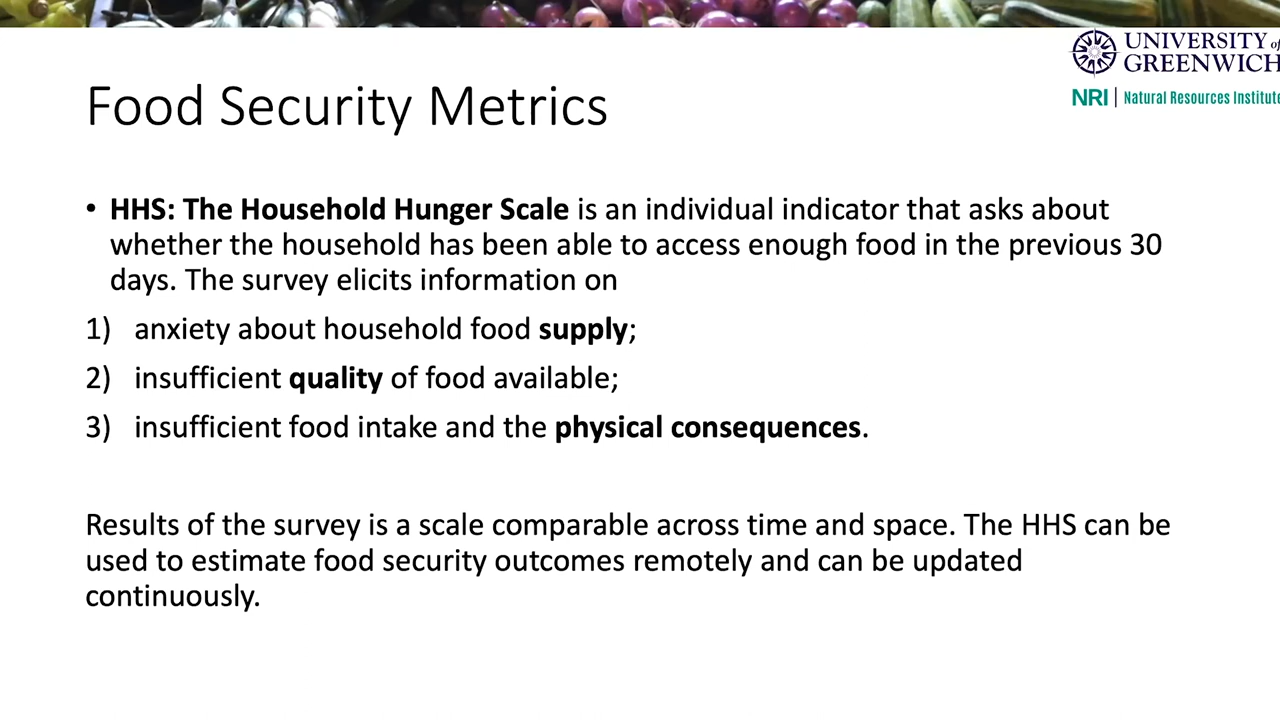 UNIVERSITY of
GREENWICH
NRI | Natural Resources Institute
Food Security Metrics
• HHS: The Household Hunger Scale is an individual indicator that asks about
whether the household has been able to access enough food in the previous 30
days. The survey elicits information on
1) anxiety about household food supply;
2) insufficient quality of food available;
3) insufficient food intake and the physical consequences.
Results of the survey is a scale comparable across time and space. The HHS can be
used to estimate food security outcomes remotely and can be updated
continuously.